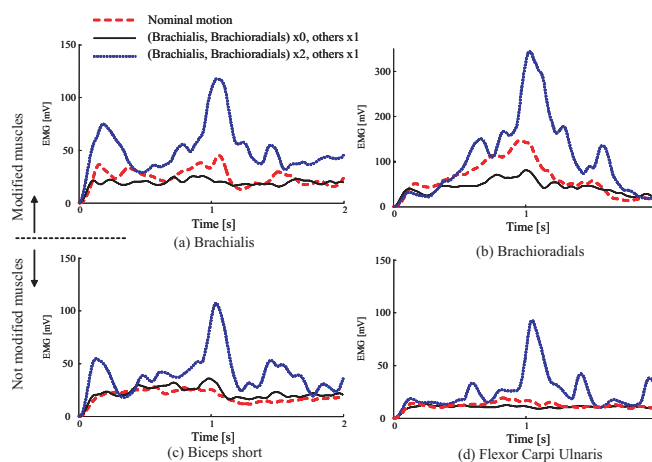 Nominal motion
(Brachialis, Brachioradials) x0, others x1
(Brachialis, Brachioradials) x2, others x1
Modified muscles
Not modified muscles
150
100
50
0
EMG [mV]
0
1
2
Time [s]
(a) Brachialis
300
200
100
0
EMG [mV]
0
1
Time [s]
(b) Brachioradials
150
100
50
0
EMG [mV]
0
1
2
Time [s]
(c) Biceps short
150
100
50
0
EMG [mV]
0
1
Time [s]
(d) Flexor Carpi Ulnaris